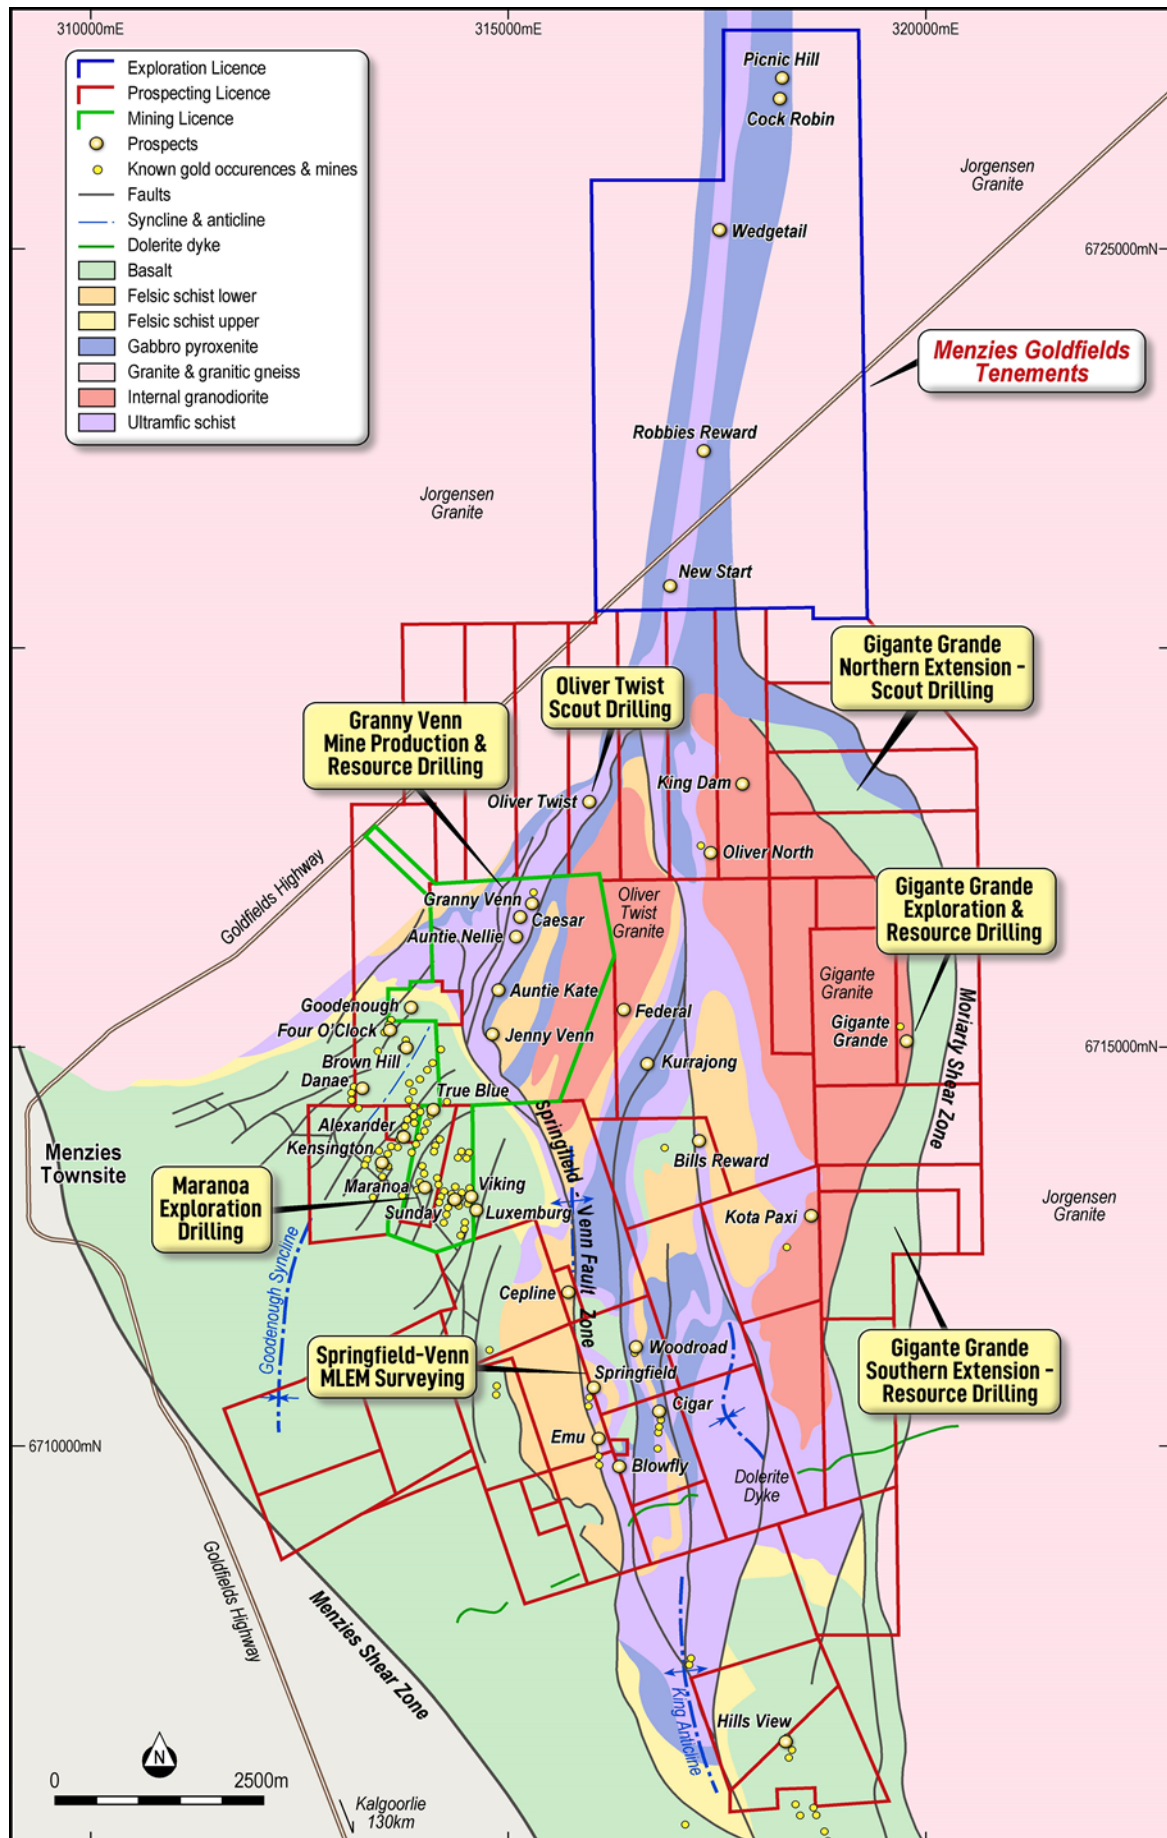 310000mE
315000mE
320000mE
Exploration Licence
Prospecting Licence
Mining Licence
Prospects
Known gold occurences & mines
Faults
Syncline & anticline
Dolerite dyke
Basalt
Felsic schist lower
Felsic schist upper
Gabbro pyroxenite
Granite & granitic gneiss
Internal granodiorite
Ultramfic schist
Picnic Hill
Cock Robin
Jorgensen
Granite
Wedgetail
6725000mN
Menzies Goldfields
Tenements
Robbies Reward
Jorgensen
Granite
New Start
Gigante Grande
Northern Extension -
Scout Drilling
Oliver Twist
Scout Drilling
Granny Venn
Mine Production &
Resource Drilling
King Dam
Oliver Twist
Oliver North
Goldfields Highway
Granny Venn
Caesar
Auntie Nellie
Oliver
Twist
Granite
Gigante Grande
Exploration &
Resource Drilling
Gigante
Granite
Auntie Kate
Goodenough
Federal
Gigante
Grande
Four O'Clock
Jenny Venn
Moriarty Shear Zone
6715000mN
Brown Hill
Kurrajong
Danae
True Blue
Springfield - Venn Fault Zone
Alexander
Menzies
Townsite
Kensington
Bills Reward
Maranoa
Viking
Maranoa
Exploration
Drilling
Sunday
Luxemburg
Kota Paxi
Jorgensen
Granite
Goodenough Syncline
Cepline
Springfield-Venn
MLEM Surveying
Woodroad
Springfield
Gigante Grande
Southern Extension -
Resource Drilling
Cigar
Emu
6710000mN
Blowfly
Dolerite
Dyke
Goldfields Highway
Menzies Shear Zone
King Anticline
Hills View
N
0
2500m
Kalgoorlie
130km